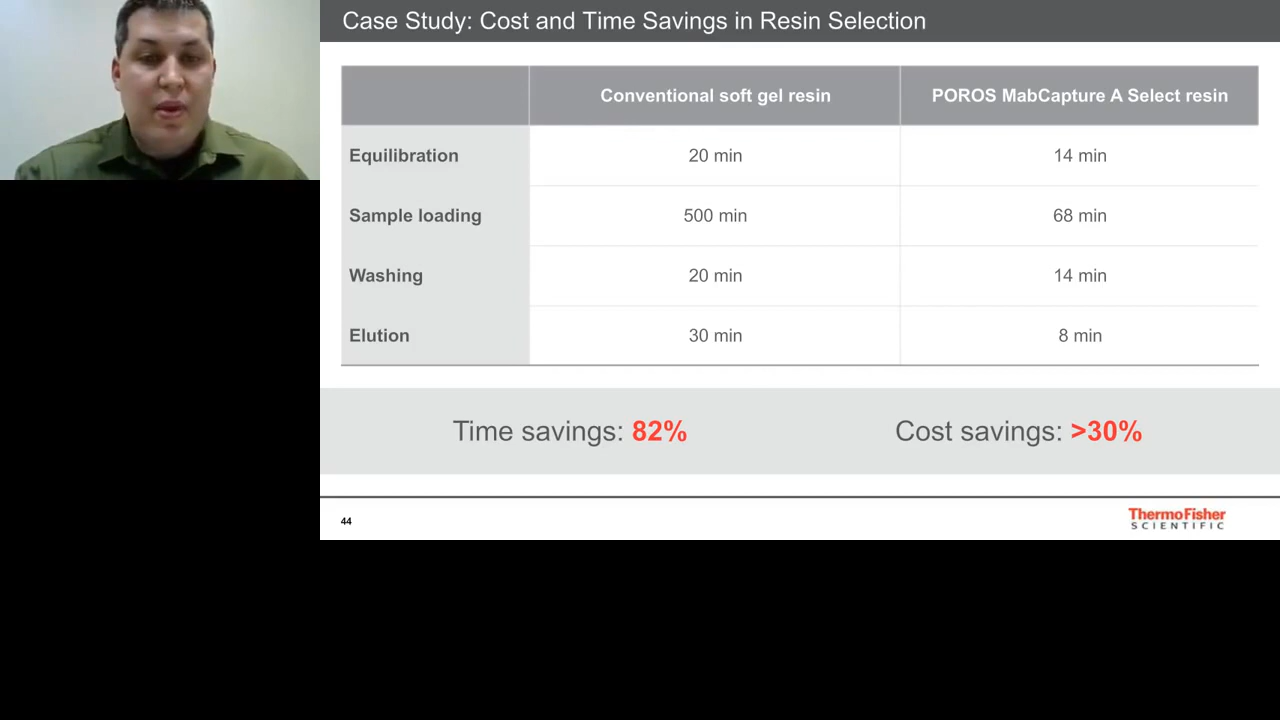 Case Study: Cost and Time Savings in Resin Selection
Conventional soft gel resin POROS MabCapture A Select resin
Equilibration 20 min 14 min
Sample loading 500 min 68 min
Washing 20 min 14 min
Elution 30 min 8 min
Time savings: 82% Cost savings: >30%
44
ThermoFisher
SCIENTIFIC